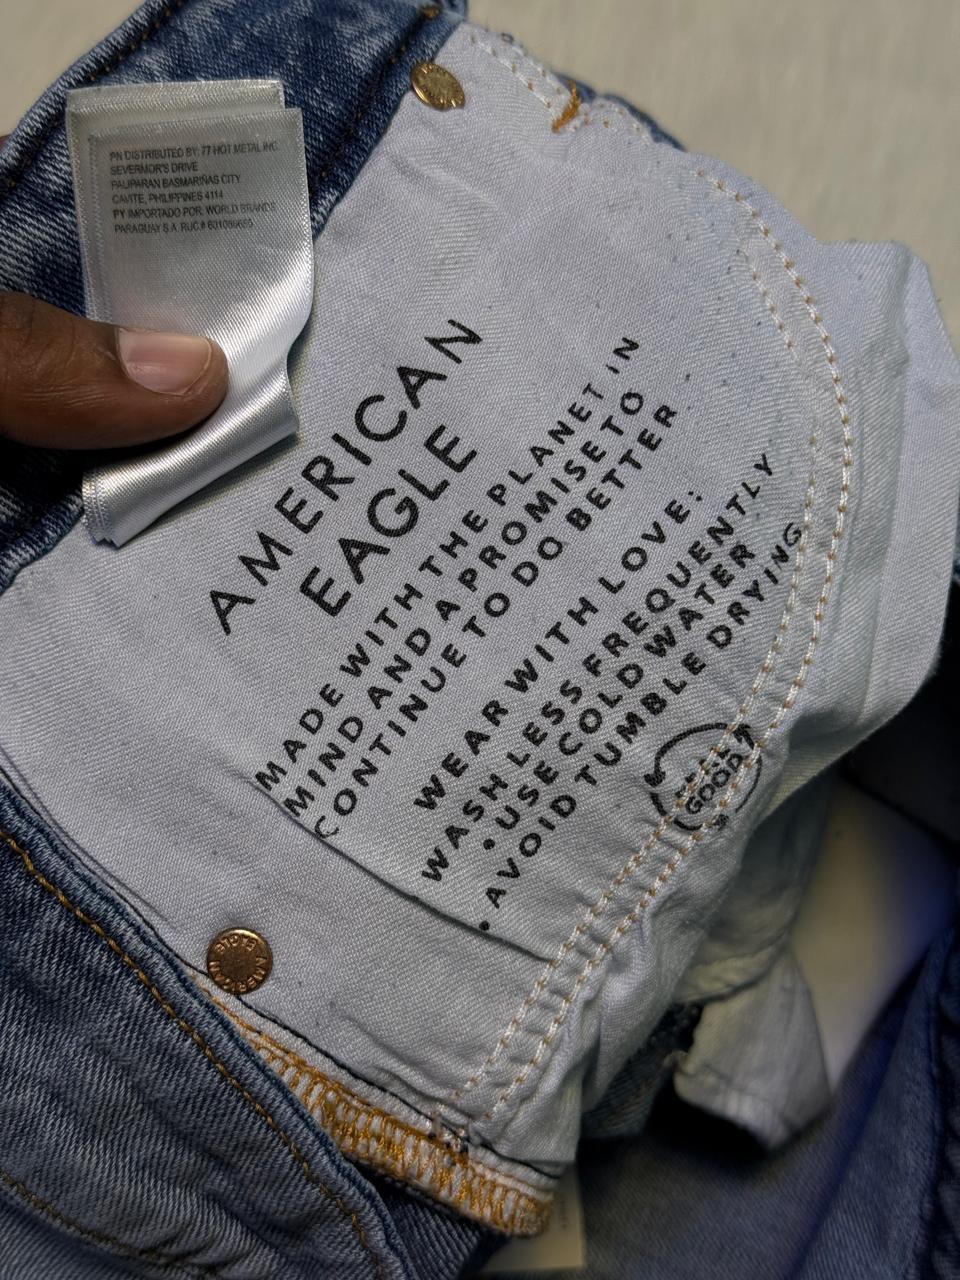 PN DISTRIBUTED BY: 77 HOT METAL INC.
SEVERMOR'S DRIVE
PALIPARAN BASMARIÑAS CITY
CAVITE, PHILIPPINES 4114
PY IMPORTADO POR: WORLD BRANDS
PARAGUAY S.A. RUC #
AMERICAN
EAGLE
MADE WITH THE PLANET IN
MIND AND A PROMISE TO
CONTINUE TO DO BETTER
WEAR WITH LOVE:
WASH LESS FREQUENTLY
• USE COLD WATER
• AVOID TUMBLE DRYING
REAL
GOOD
AMERICAN EAGLE